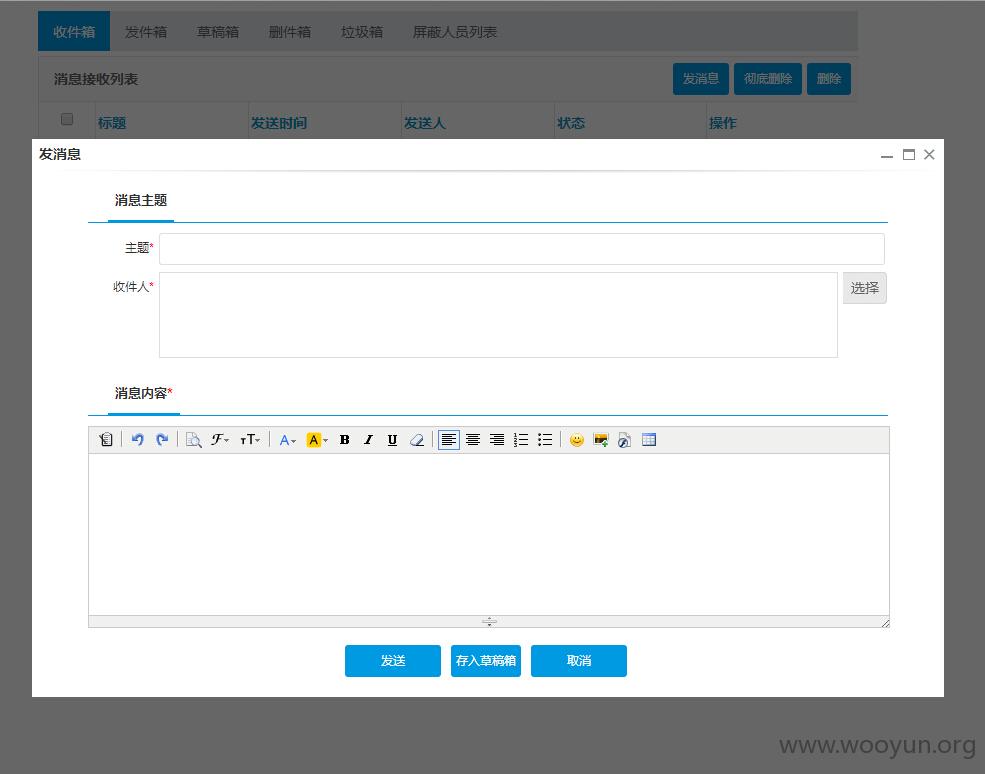 收件箱 发件箱 草稿箱 删件箱 垃圾箱 屏蔽人员列表
消息接收列表 发消息 彻底删除 删除
标题 发送时间 发送人 状态 操作
发消息
消息主题
主题*
收件人* 选择
消息内容*
F TT A A B I U
发送 存入草稿箱 取消
www.wooyun.org